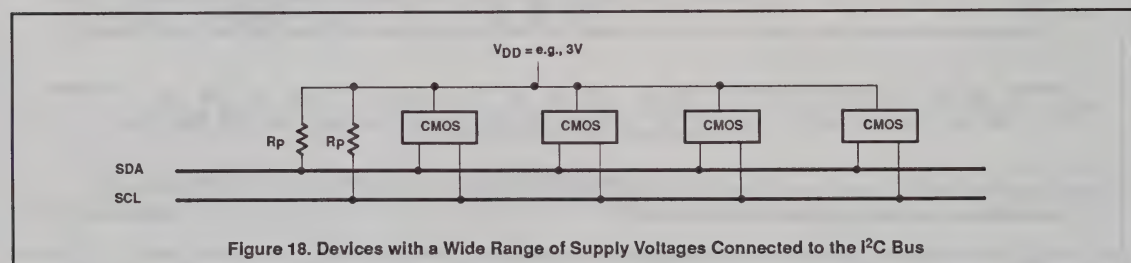 VDD = e.g., 3V
CMOS CMOS CMOS CMOS
Rp Rp
SDA
SCL
Figure 18. Devices with a Wide Range of Supply Voltages Connected to the I2C Bus